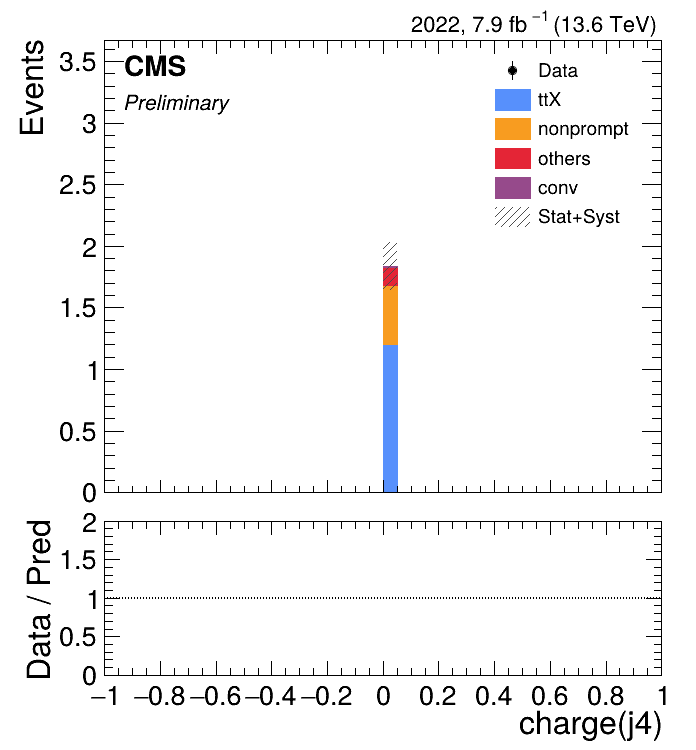 2022, 7.9 fb⁻¹ (13.6 TeV)
CMS
Preliminary
Data
ttX
nonprompt
others
conv
Stat+Syst
Events
3.5
3
2.5
2
1.5
1
0.5
0
Data / Pred
2
1.5
1
0.5
0
−1 −0.8 −0.6 −0.4 −0.2 0 0.2 0.4 0.6 0.8 1
charge(j4)